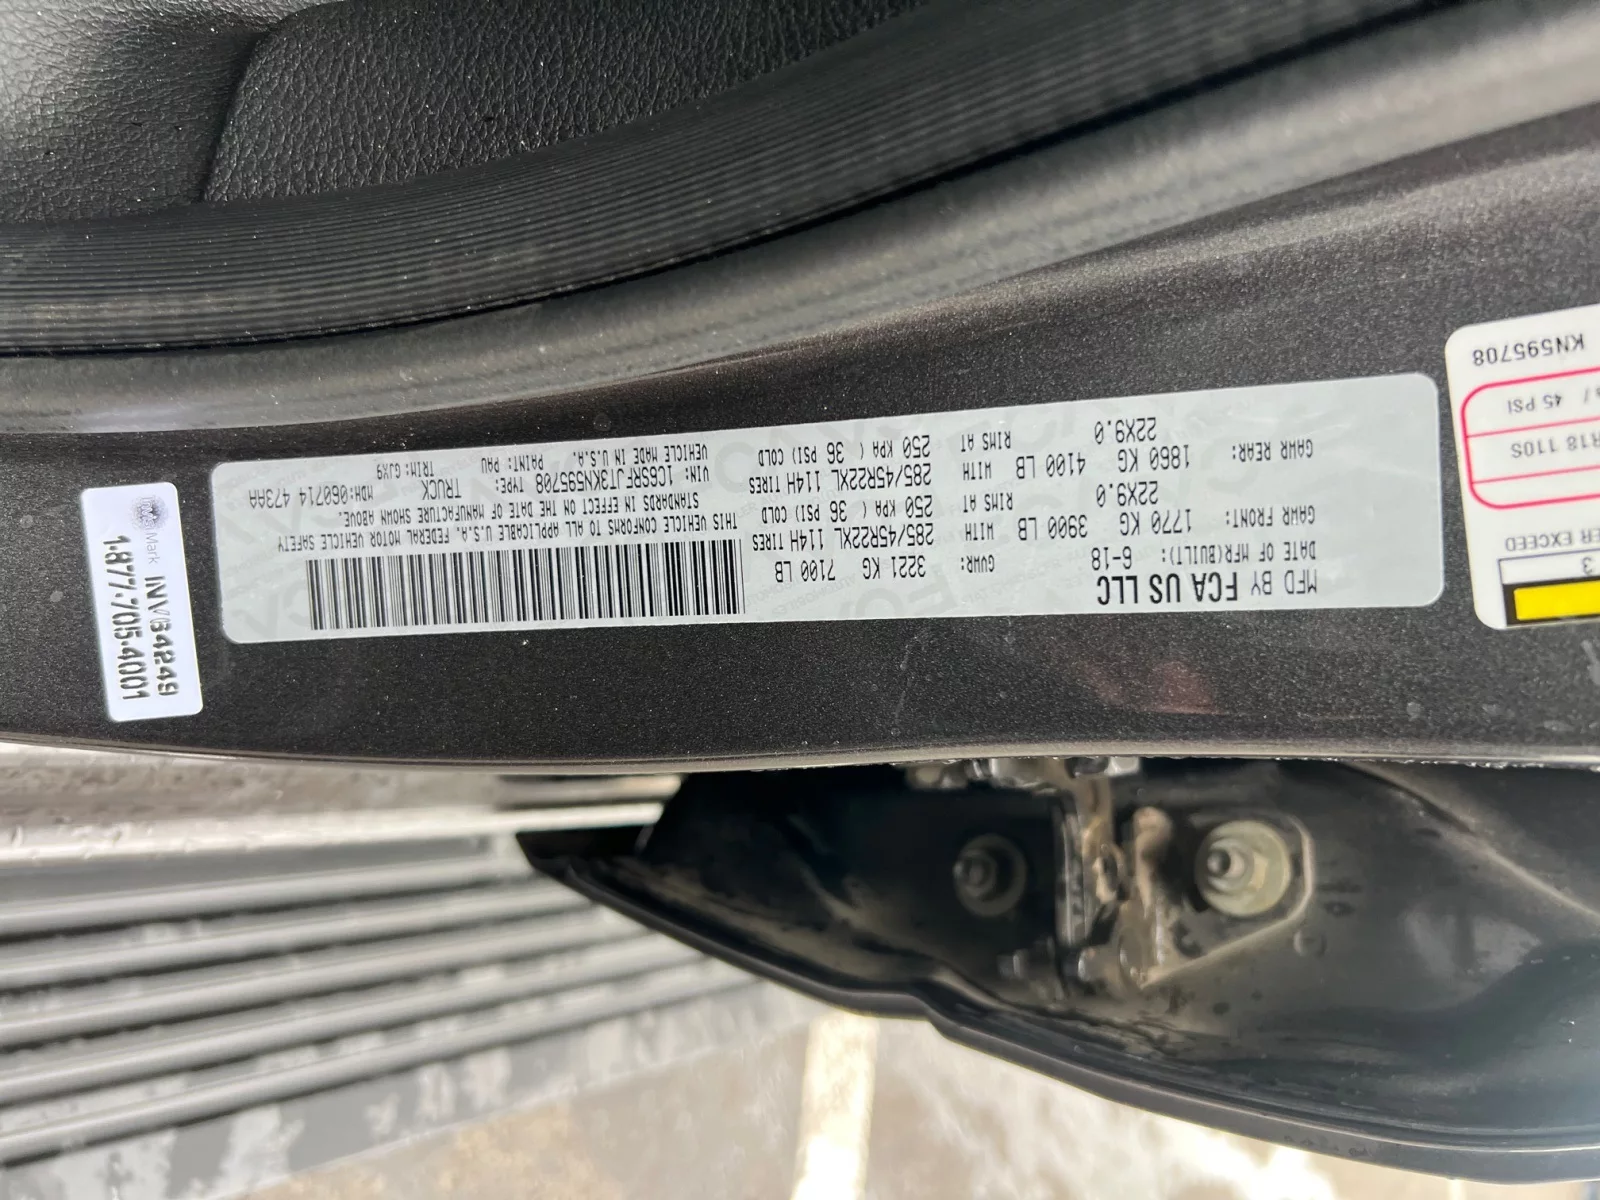 MFD BY FCA US LLC
DATE OF MFR(BUILT): 6-18 GVWR: 3221 KG 7100 LB
GAWR FRONT: 1770 KG 3900 LB WITH 285/45R22XL 114H TIRES
22X9.0 RIMS AT 250 KPA ( 36 PSI) COLD
GAWR REAR: 1860 KG 4100 LB WITH 285/45R22XL 114H TIRES
22X9.0 RIMS AT 250 KPA ( 36 PSI) COLD
THIS VEHICLE CONFORMS TO ALL APPLICABLE U.S.A. FEDERAL MOTOR VEHICLE SAFETY
STANDARDS IN EFFECT ON THE DATE OF MANUFACTURE SHOWN ABOVE.
VIN: 1C6SRFJT3KN595708 TYPE: TRUCK MDH:060714 473AA
VEHICLE MADE IN U.S.A. PAINT: PAU TRIM: GJX9
Mark INV64249
1-877-705-4001
3
ER EXCEED
R18 110S
/ 45 PSI
KN595708